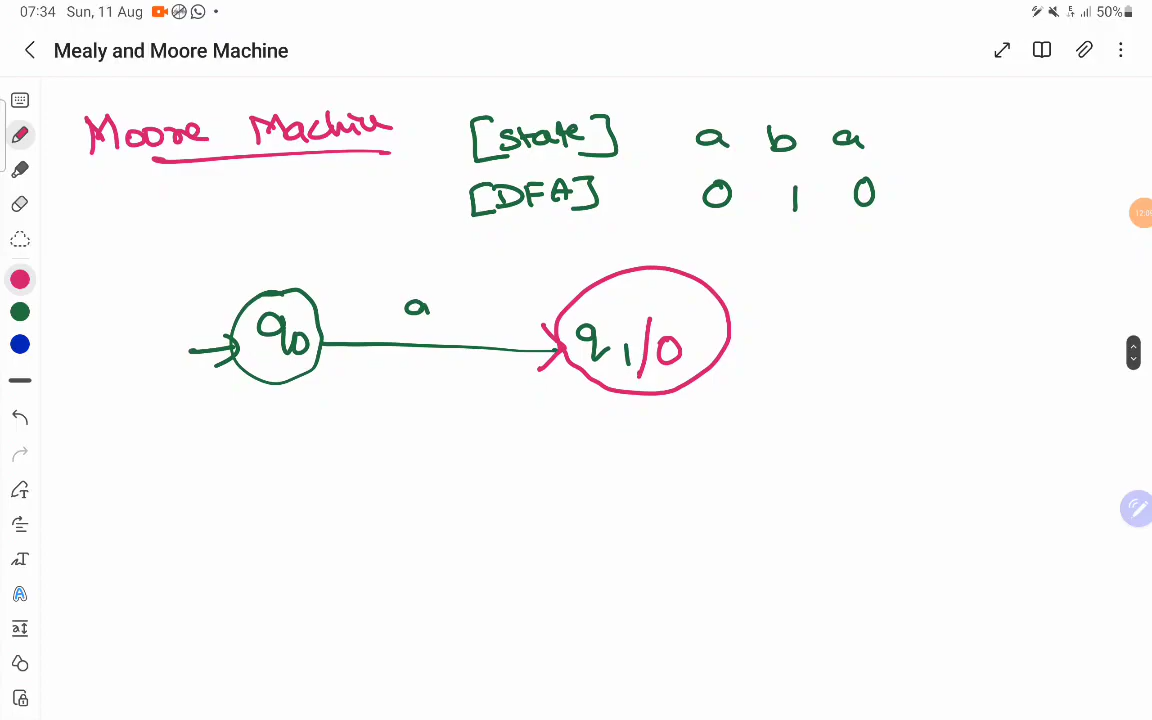 07:34 Sun, 11 Aug 50%
Mealy and Moore Machine
Moore Machine [state] a b a
[DFA] 0 1 0
a
q0 q1/0